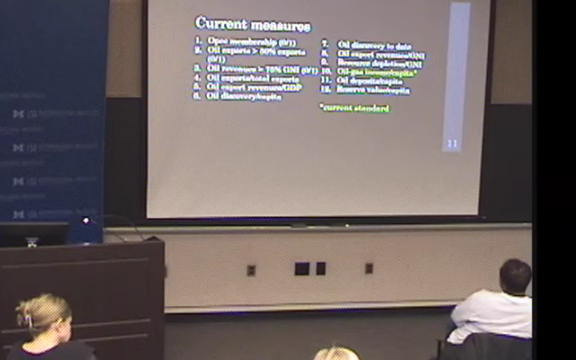 Current measures
1. Opec membership (0/1)
2. Oil exports > 50% exports
(0/1)
3. Oil revenues > 10% GNI (0/1)
4. Oil exports/total exports
5. Oil export revenues/GDP
6. Oil discovery/capita
7. Oil discovery to date
8. Oil export revenues/GNI
9. Resource depletion/GNI
10. Oil-gas income/capita*
11. Oil deposits/capita
12. Reserve value/capita
*current standard
11